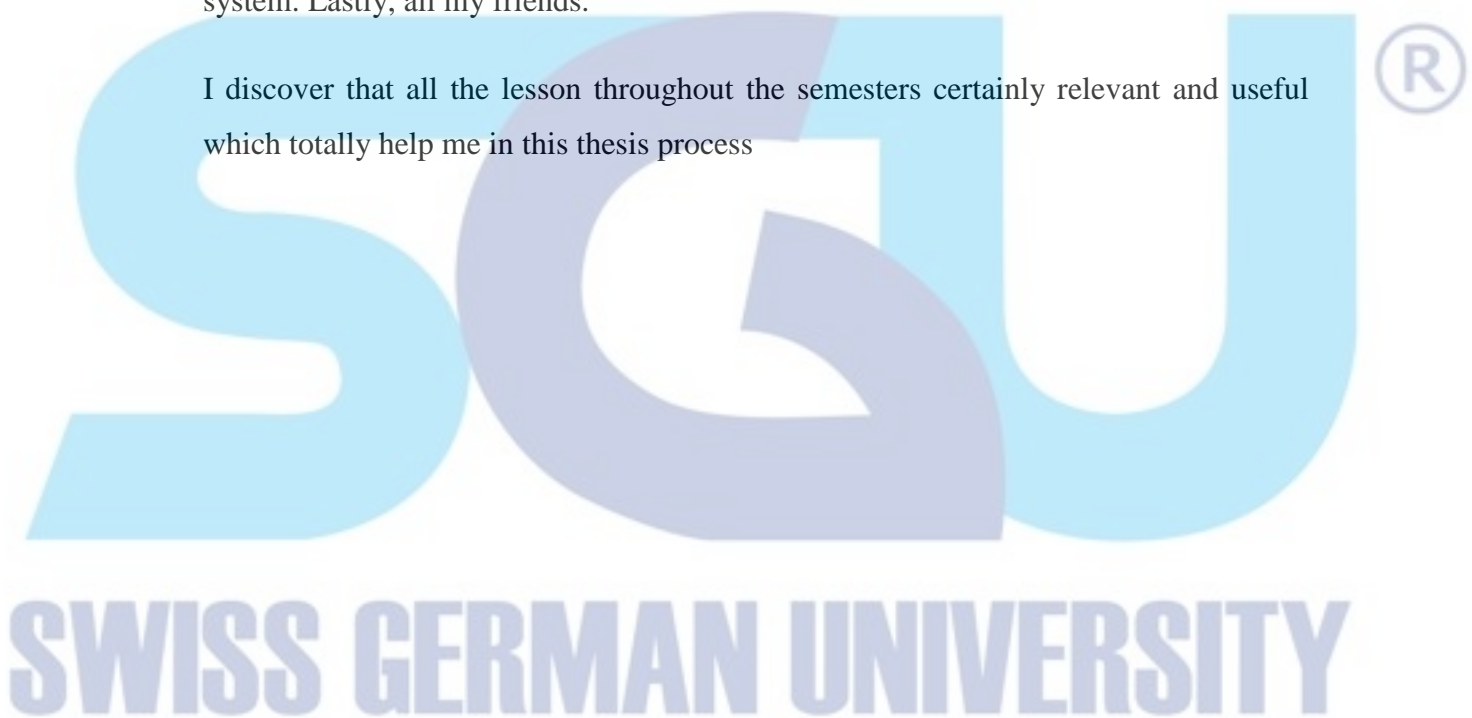 system. Lastly, all my friends.
I discover that all the lesson throughout the semesters certainly relevant and useful
which totally help me in this thesis process
SGU ®
SWISS GERMAN UNIVERSITY